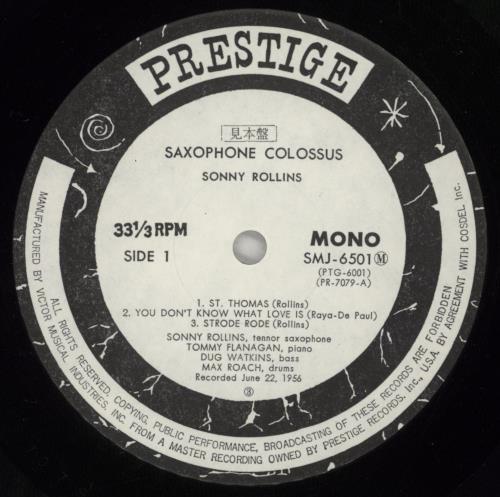 PRESTIGE
見本盤
SAXOPHONE COLOSSUS
SONNY ROLLINS
33⅓ RPM
SIDE 1
MONO
SMJ-6501 Ⓜ
(PTG-6001)
(PR-7079-A)
1. ST. THOMAS (Rollins)
2. YOU DON'T KNOW WHAT LOVE IS (Raya-De Paul)
3. STRODE RODE (Rollins)
SONNY ROLLINS, tennor saxophone
TOMMY FLANAGAN, piano
DUG WATKINS, bass
MAX ROACH, drums
Recorded June 22, 1956
MANUFACTURED BY VICTOR MUSICAL INDUSTRIES, INC. FROM A MASTER RECORDING OWNED BY PRESTIGE RECORDS, Inc., U.S.A. BY AGREEMENT WITH COSDEL Inc.
ALL RIGHTS RESERVED. COPYING, PUBLIC PERFORMANCE, BROADCASTING OF THESE RECORDS ARE FORBIDDEN